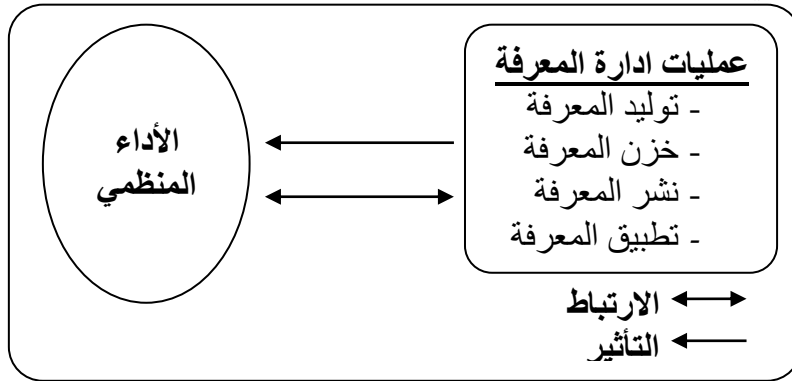 عمليات ادارة المعرفة
- توليد المعرفة
- خزن المعرفة
- نشر المعرفة
- تطبيق المعرفة
الأداء
المنظمي
الارتباط
التأثير